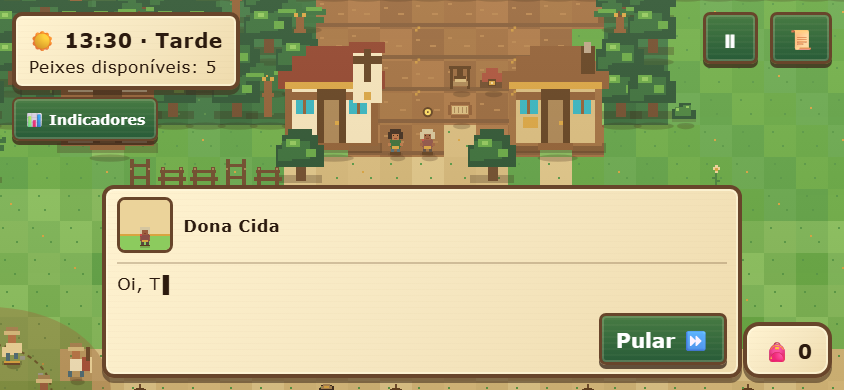 13:30 · Tarde
Peixes disponíveis: 5
Indicadores
Dona Cida
Oi, T
Pular
0